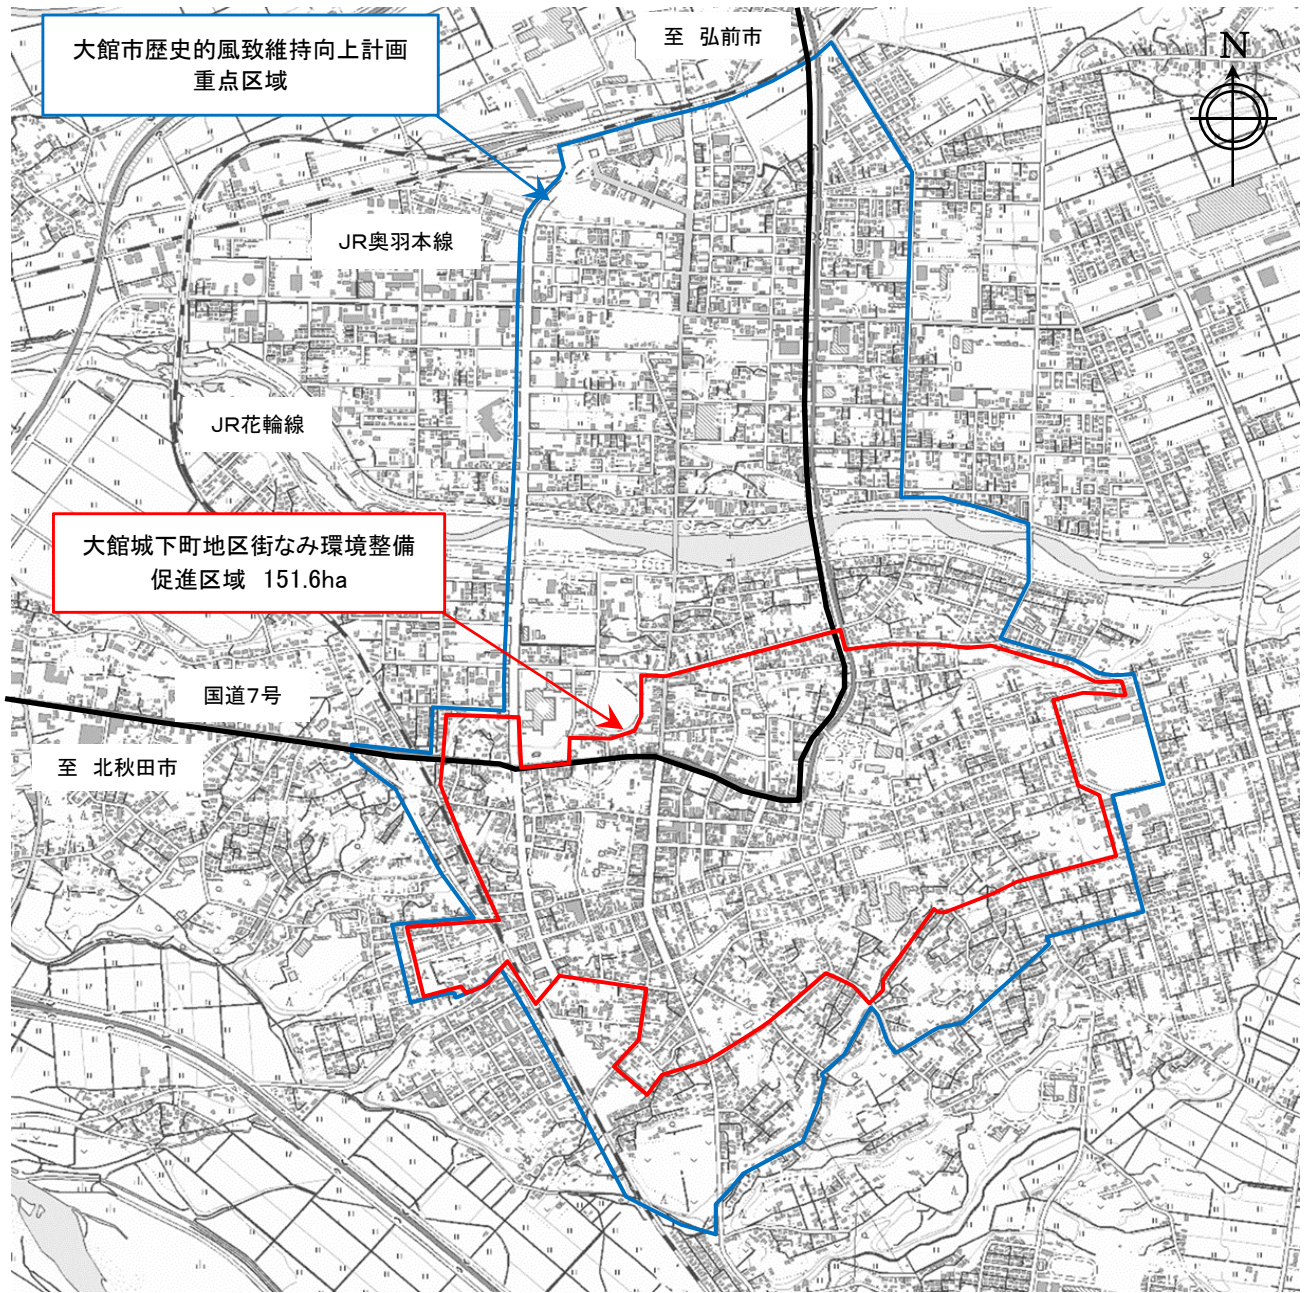 大館市歴史的風致維持向上計画
重点区域
至 弘前市
N
JR奥羽本線
JR花輪線
大館城下町地区街なみ環境整備
促進区域 151.6ha
国道7号
至 北秋田市